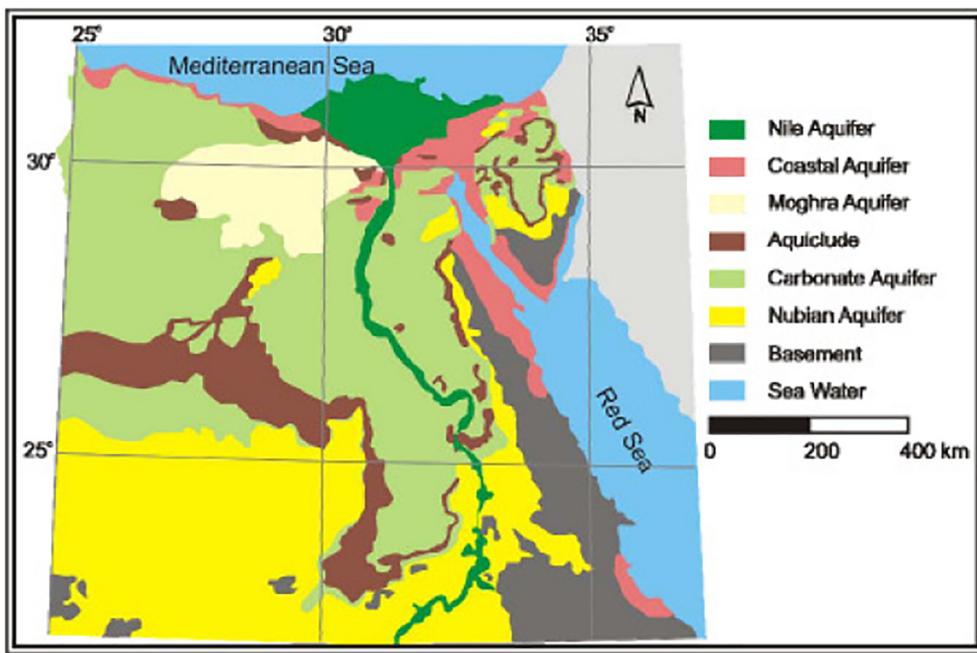 25°
30°
35°
Mediterranean Sea
N
30°
25°
Red Sea
Nile Aquifer
Coastal Aquifer
Moghra Aquifer
Aquiclude
Carbonate Aquifer
Nubian Aquifer
Basement
Sea Water
0
200
400 km